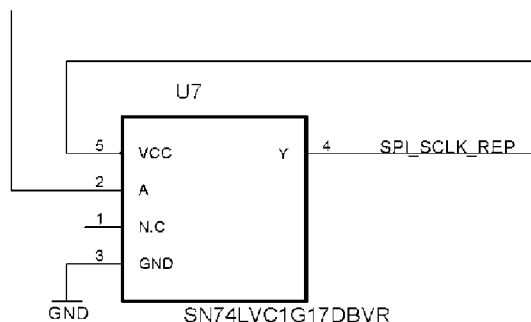 U7
5 VCC Y 4 SPI_SCLK_REP
2 A
1 N.C
3 GND
GND
SN74LVC1G17DBVR